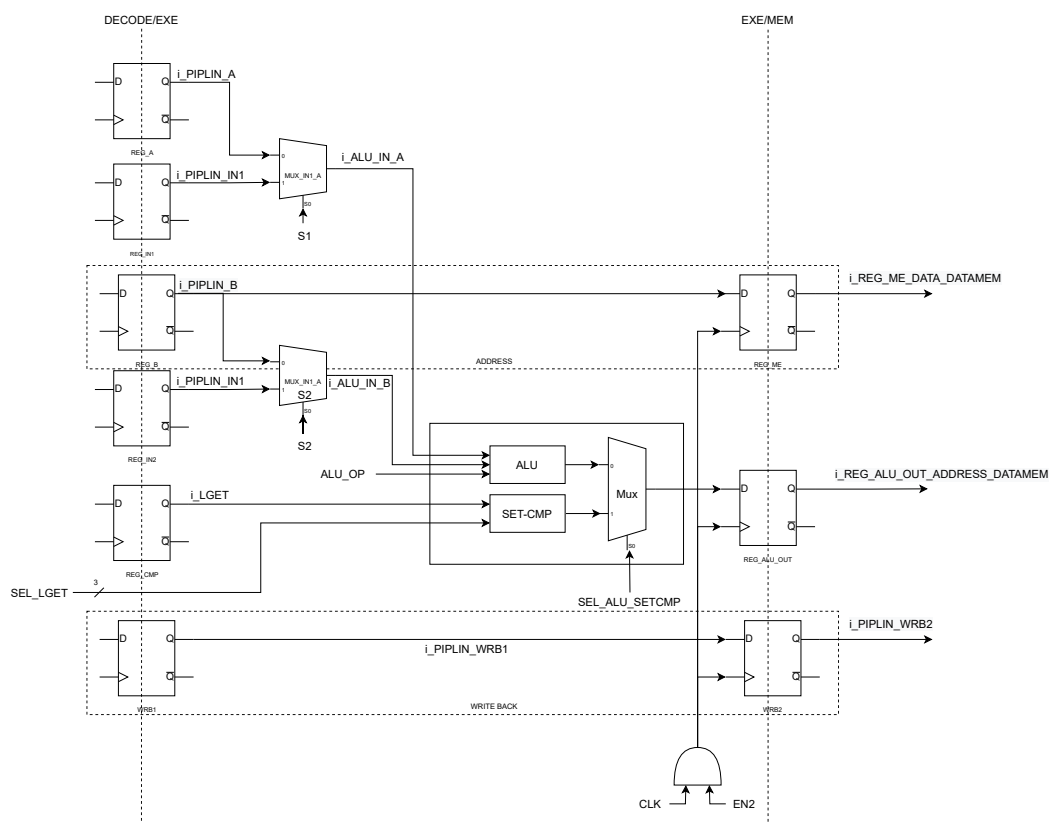 DECODE/EXE
EXE/MEM
D
Q
i_PIPLIN_A
Q
REG_A
0
MUX_IN1_A
1
S0
S1
i_ALU_IN_A
D
Q
i_PIPLIN_IN1
Q
REG_IN1
D
Q
i_PIPLIN_B
Q
REG_B
ADDRESS
D
Q
i_REG_ME_DATA_DATAMEM
Q
REG_ME
0
MUX_IN1_A
1
S2
S0
S2
i_ALU_IN_B
D
Q
i_PIPLIN_IN1
Q
REG_IN2
ALU_OP
ALU
SET-CMP
0
Mux
1
S0
SEL_ALU_SETCMP
D
Q
i_REG_ALU_OUT_ADDRESS_DATAMEM
Q
REG_ALU_OUT
D
Q
i_LGET
Q
REG_CMP
3
SEL_LGET
D
Q
i_PIPLIN_WRB1
Q
WRB1
WRITE BACK
D
Q
i_PIPLIN_WRB2
Q
WRB2
CLK
EN2